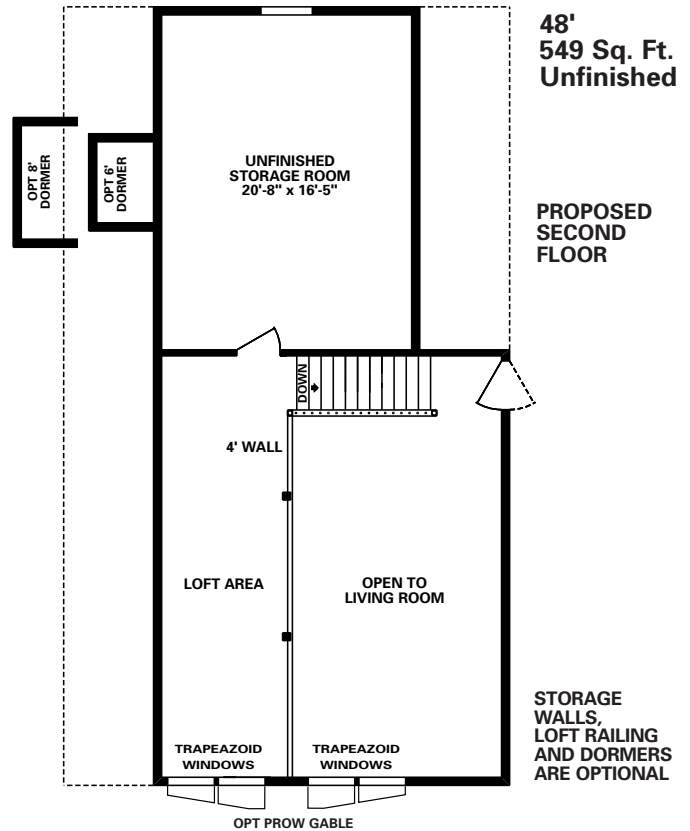 48'
549 Sq. Ft.
Unfinished
OPT 8'
DORMER
OPT 6'
DORMER
UNFINISHED
STORAGE ROOM
20'-8" x 16'-5"
PROPOSED
SECOND
FLOOR
DOWN
4' WALL
LOFT AREA
OPEN TO
LIVING ROOM
STORAGE
WALLS,
LOFT RAILING
AND DORMERS
ARE OPTIONAL
TRAPEAZOID
WINDOWS
TRAPEAZOID
WINDOWS
OPT PROW GABLE